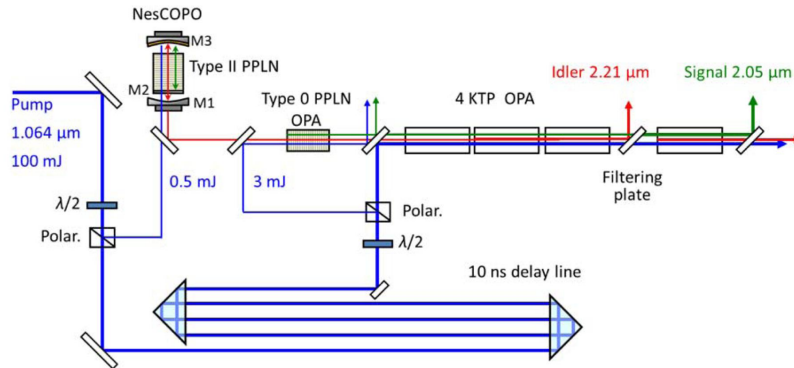 NesCOPO
M3
Type II PPLN
M2
M1
Pump
1.064 µm
100 mJ
Type 0 PPLN
OPA
4 KTP OPA
Idler 2.21 µm
Signal 2.05 µm
0.5 mJ
3 mJ
Filtering
plate
λ/2
Polar.
Polar.
λ/2
10 ns delay line